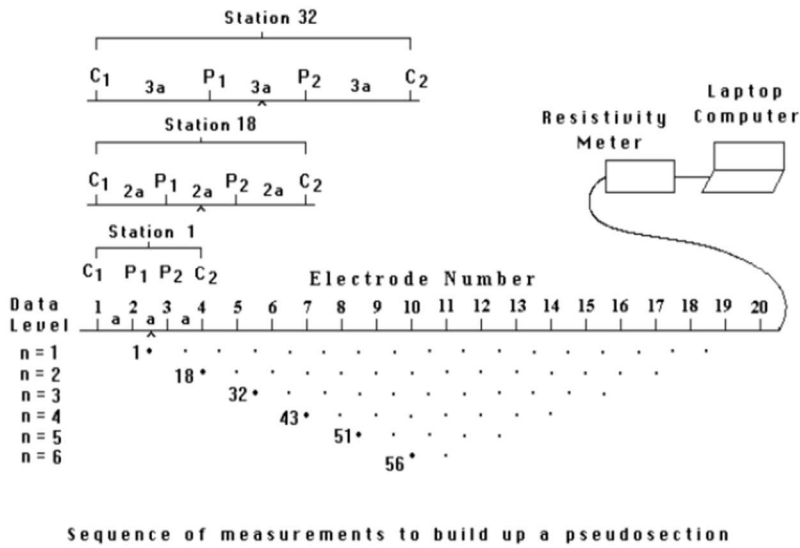 Station 32
C1 P1 P2 C2
3a 3a 3a
Station 18
C1 P1 P2 C2
2a 2a 2a
Station 1
C1 P1 P2 C2
Resistivity Meter
Laptop Computer
Electrode Number
Data Level
1 2 3 4 5 6 7 8 9 10 11 12 13 14 15 16 17 18 19 20
a a a
n = 1 1
n = 2 18
n = 3 32
n = 4 43
n = 5 51
n = 6 56
Sequence of measurements to build up a pseudosection